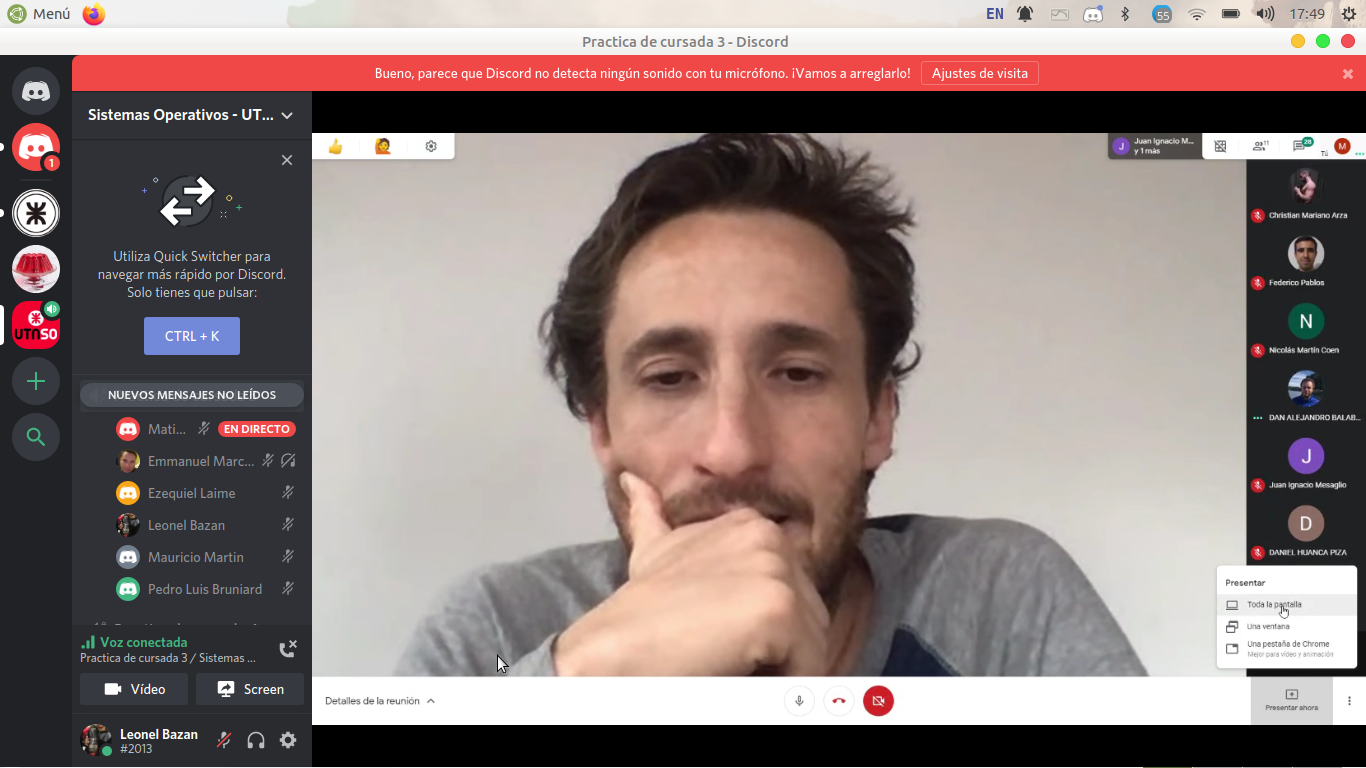 Menú
EN
55
17:49
Practica de cursada 3 - Discord
Bueno, parece que Discord no detecta ningún sonido con tu micrófono. ¡Vamos a arreglarlo!
Ajustes de visita
1
UTNSO
Sistemas Operativos - UT...
Utiliza Quick Switcher para
navegar más rápido por Discord.
Solo tienes que pulsar:
CTRL + K
NUEVOS MENSAJES NO LEÍDOS
Mati...
EN DIRECTO
Emmanuel Marc...
Ezequiel Laime
Leonel Bazan
Mauricio Martin
Pedro Luis Bruniard
Voz conectada
Practica de cursada 3 / Sistemas ...
Vídeo
Screen
Leonel Bazan
#2013
J
Juan Ignacio M...
y 1 más
11
28
Tú
M
Christian Mariano Arza
Federico Pablos
N
Nicolás Martín Coen
DAN ALEJANDRO BALAB...
J
Juan Ignacio Mesaglio
D
DANIEL HUANCA PIZA
Presentar
Toda la pantalla
Una ventana
Una pestaña de Chrome
Mejor para vídeo y animación
Detalles de la reunión
Presentar ahora